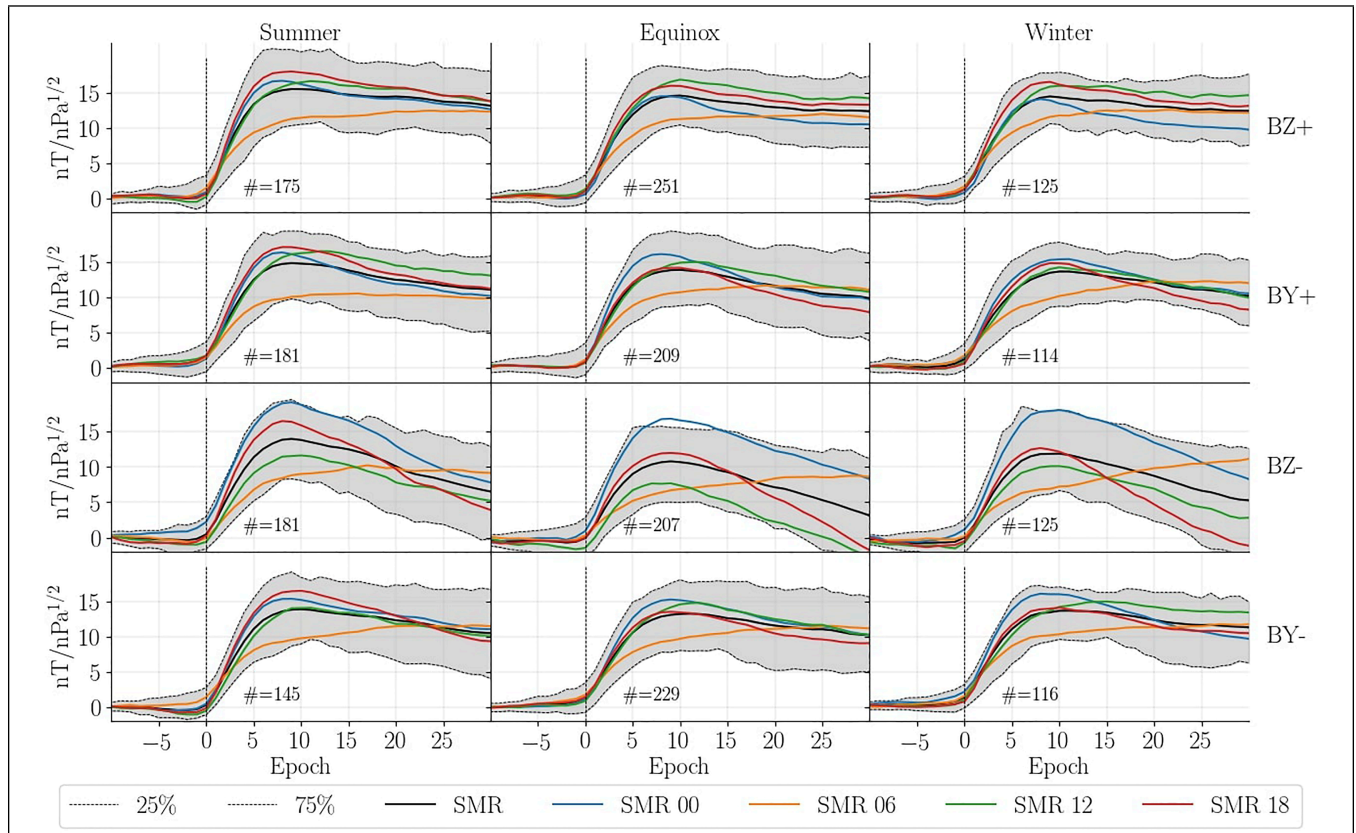 Summer Equinox Winter
nT/nPa^1/2 15 10 5 0 #=175 #=251 #=125 BZ+
nT/nPa^1/2 15 10 5 0 #=181 #=209 #=114 BY+
nT/nPa^1/2 15 10 5 0 #=181 #=207 #=125 BZ-
nT/nPa^1/2 15 10 5 0 #=145 #=229 #=116 BY-
−5 0 5 10 15 20 25 −5 0 5 10 15 20 25 −5 0 5 10 15 20 25
Epoch Epoch Epoch
25% 75% SMR SMR 00 SMR 06 SMR 12 SMR 18